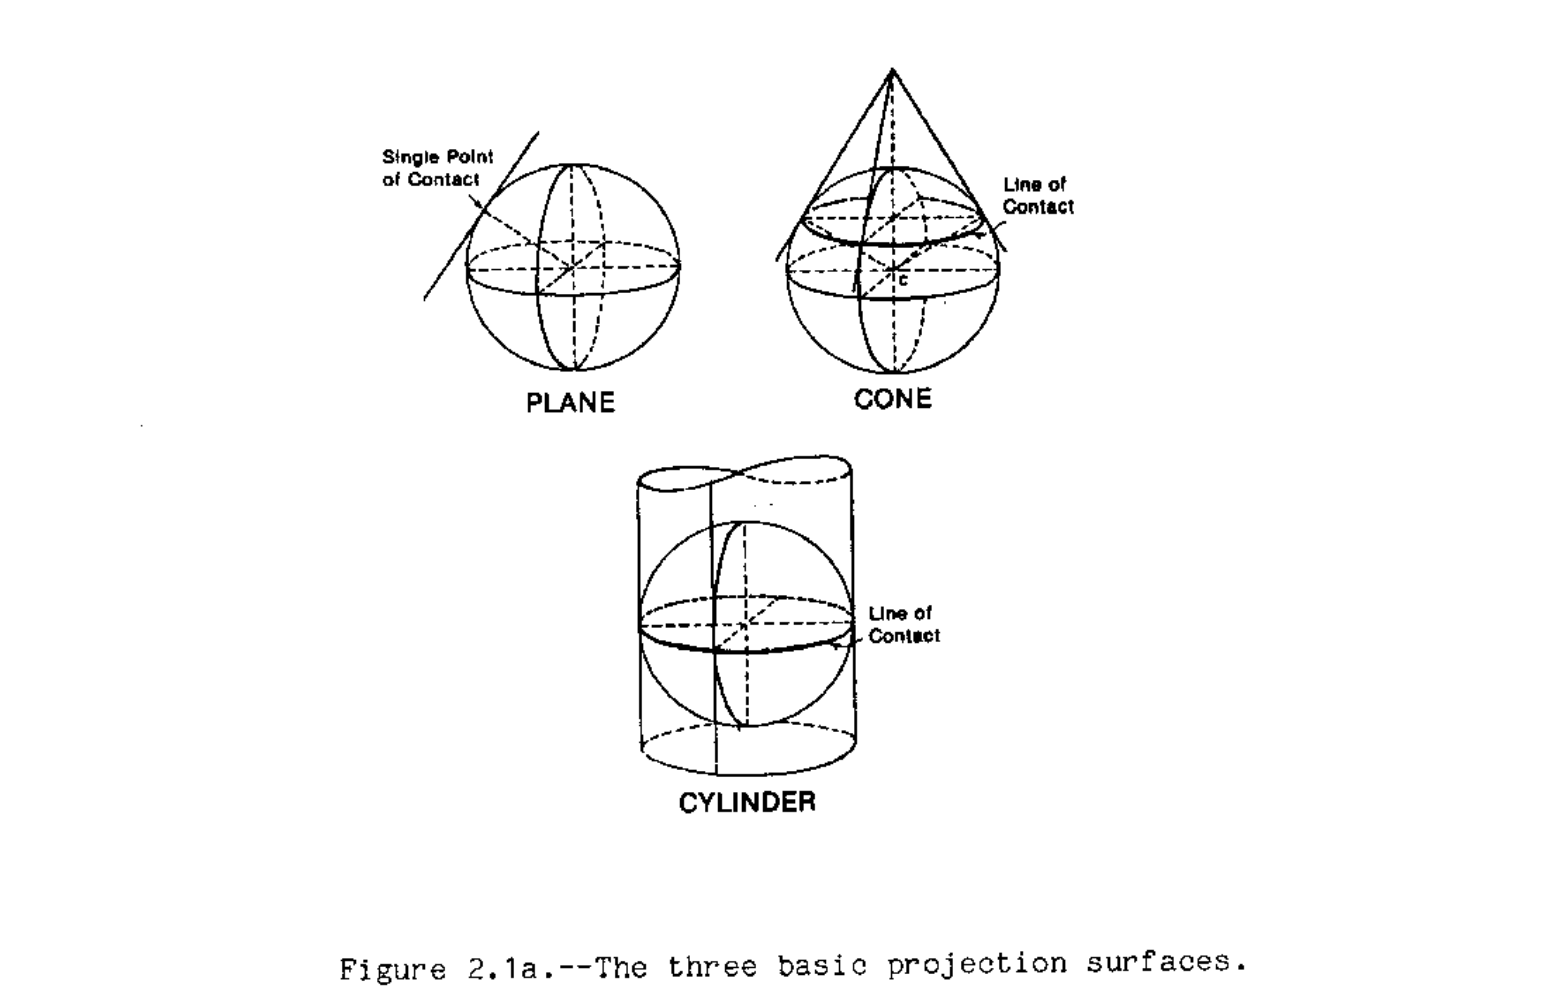 Single Point
of Contact
Line of
Contact
c
PLANE
CONE
Line of
Contact
CYLINDER
Figure 2.1a.--The three basic projection surfaces.